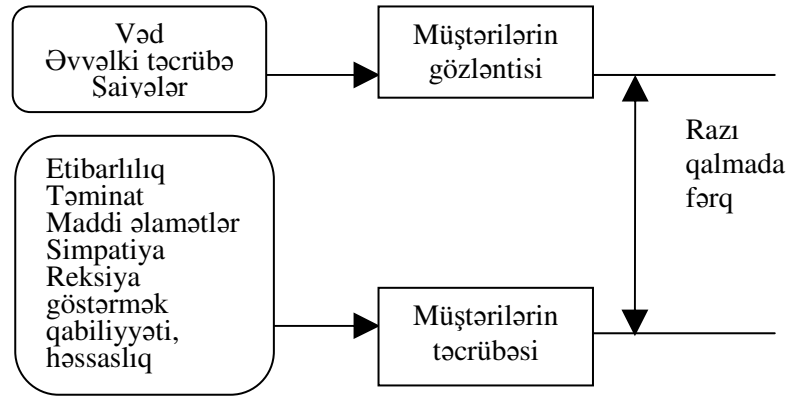 Vəd
Əvvəlki təcrübə
Şaiyələr
Müştərilərin
gözləntisi
Razı
qalmada
fərq
Etibarlılıq
Təminat
Maddi əlamətlər
Simpatiya
Reksiya
göstərmək
qabiliyyəti,
həssaslıq
Müştərilərin
təcrübəsi